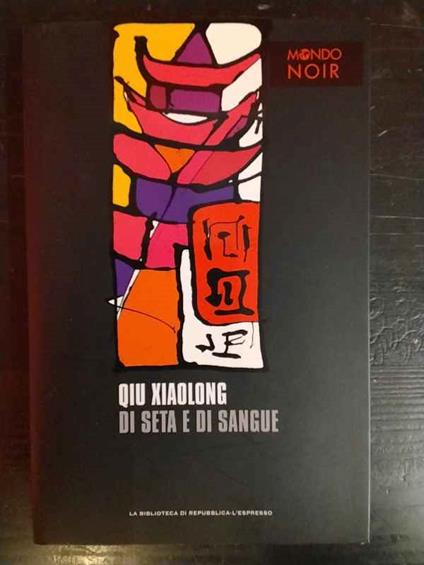 MONDO
NOIR
QIU XIAOLONG
DI SETA E DI SANGUE
LA BIBLIOTECA DI REPUBBLICA-L'ESPRESSO